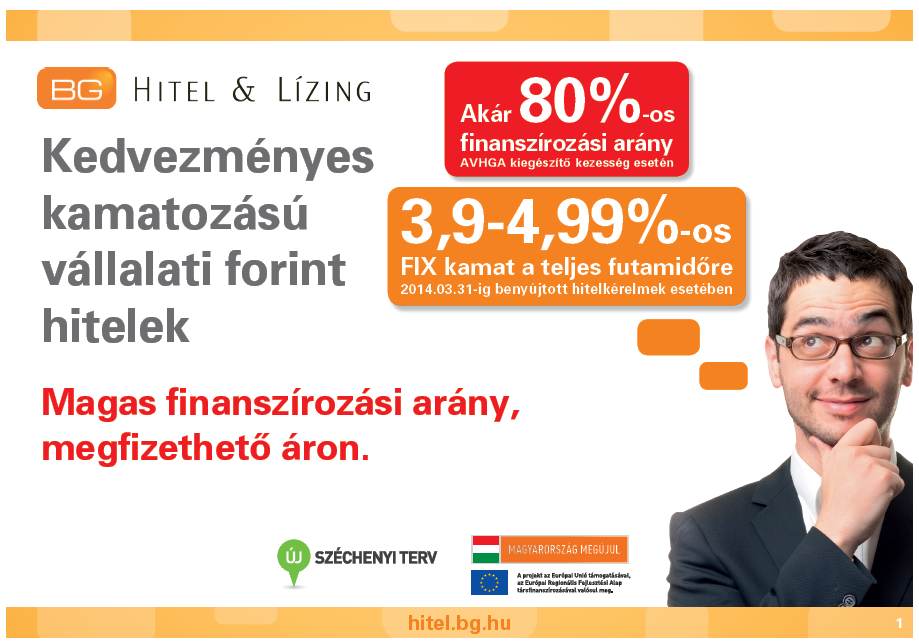 BG HITEL & LÍZING
Kedvezményes
kamatozású
vállalati forint
hitelek
Akár 80%-os
finanszírozási arány
AVHGA kiegészítő kezesség esetén
3,9-4,99%-os
FIX kamat a teljes futamidőre
2014.03.31-ig benyújtott hitelkérelmek esetében
Magas finanszírozási arány,
megfizethető áron.
ÚJ SZÉCHENYI TERV
MAGYARORSZÁG MEGÚJUL
A projekt az Európai Unió támogatásával,
az Európai Regionális Fejlesztési Alap
társfinanszírozásával valósul meg.
hitel.bg.hu
1